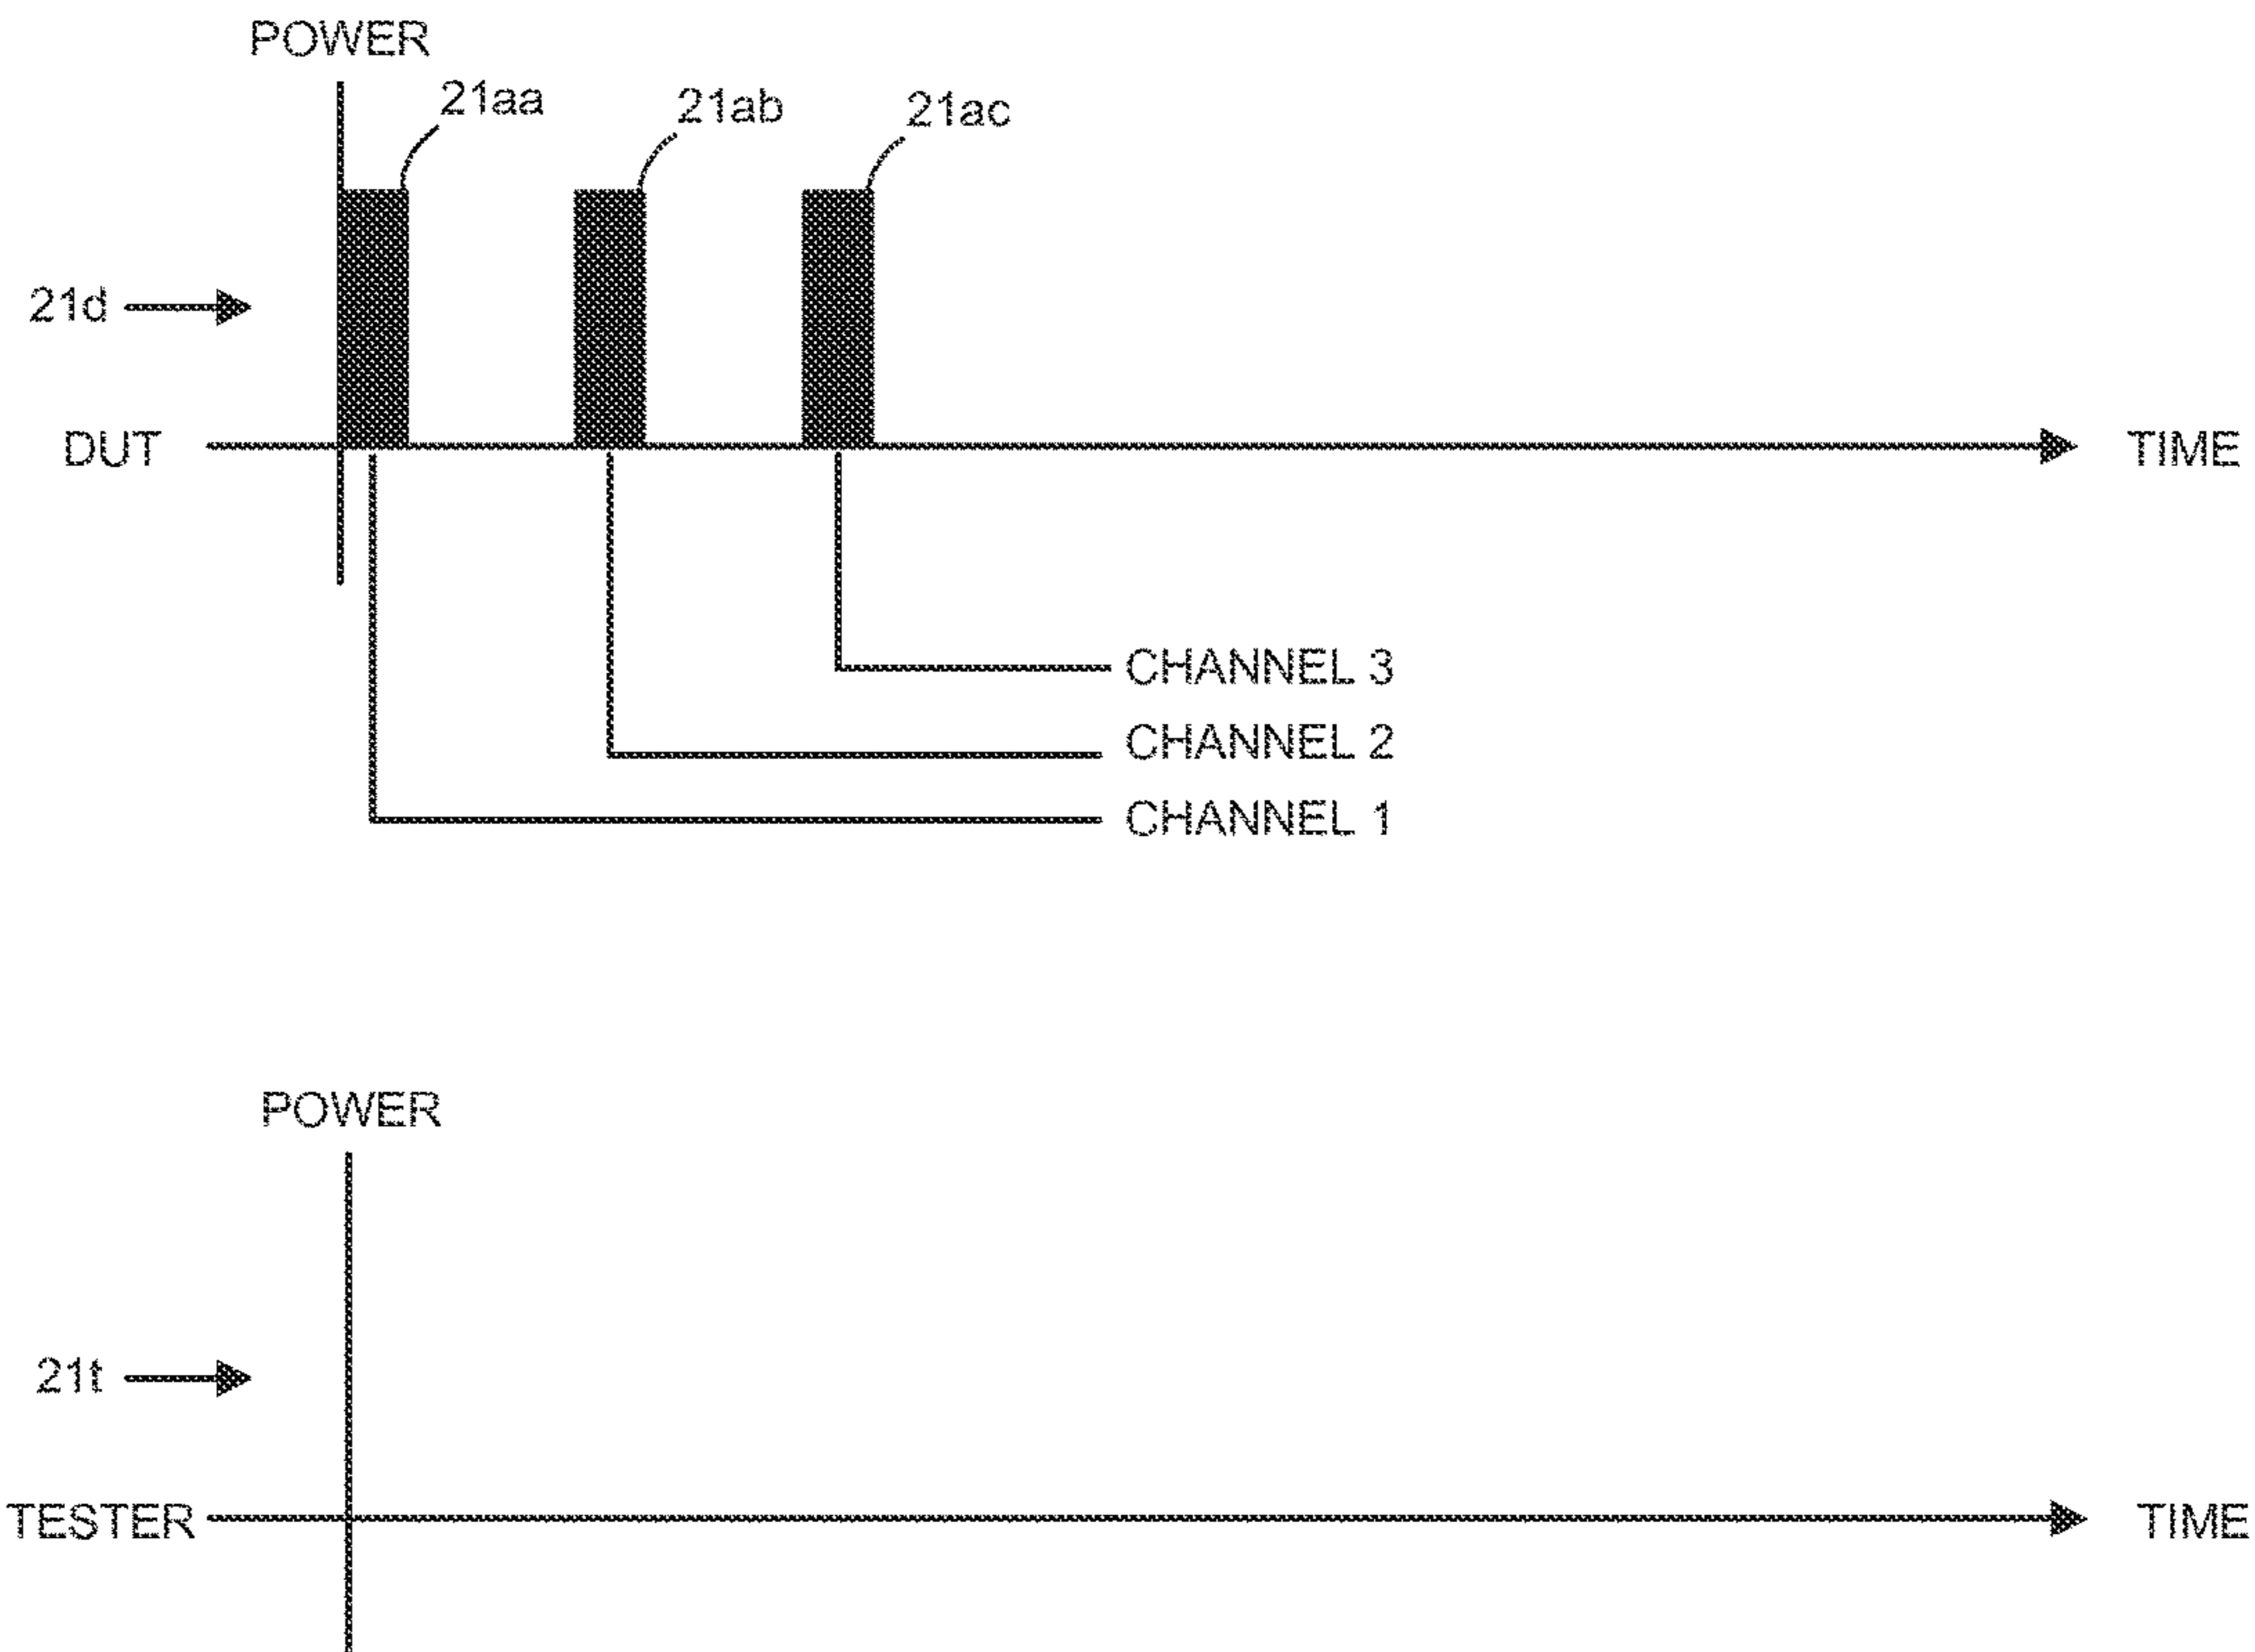 POWER
21aa
21ab
21ac
21d
DUT
TIME
CHANNEL 3
CHANNEL 2
CHANNEL 1
POWER
21t
TESTER
TIME